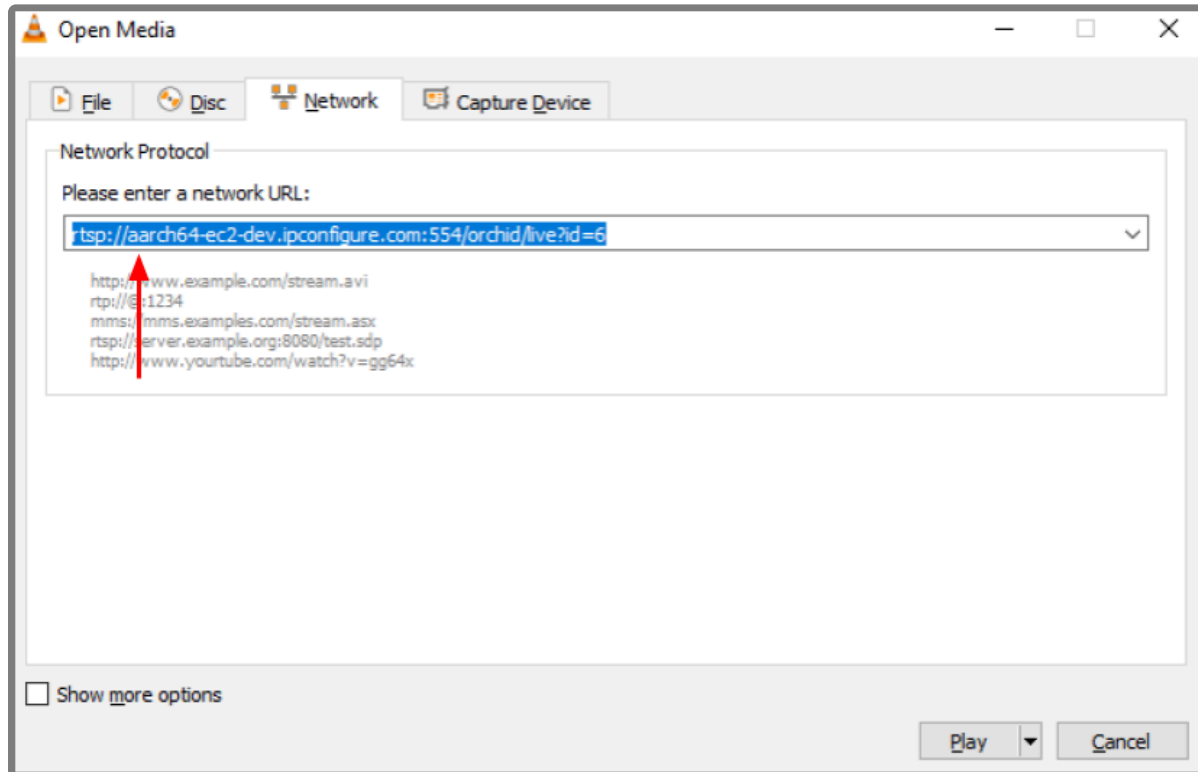 Open Media
File
Disc
Network
Capture Device
Network Protocol
Please enter a network URL:
rtsp://aarch64-ec2-dev.ipconfigure.com:554/orchid/live?id=6
http://www.example.com/stream.avi
rtp://@:1234
mms://mms.examples.com/stream.asx
rtsp://server.example.org:8080/test.sdp
http://www.yourtube.com/watch?v=gg64x
Show more options
Play
Cancel